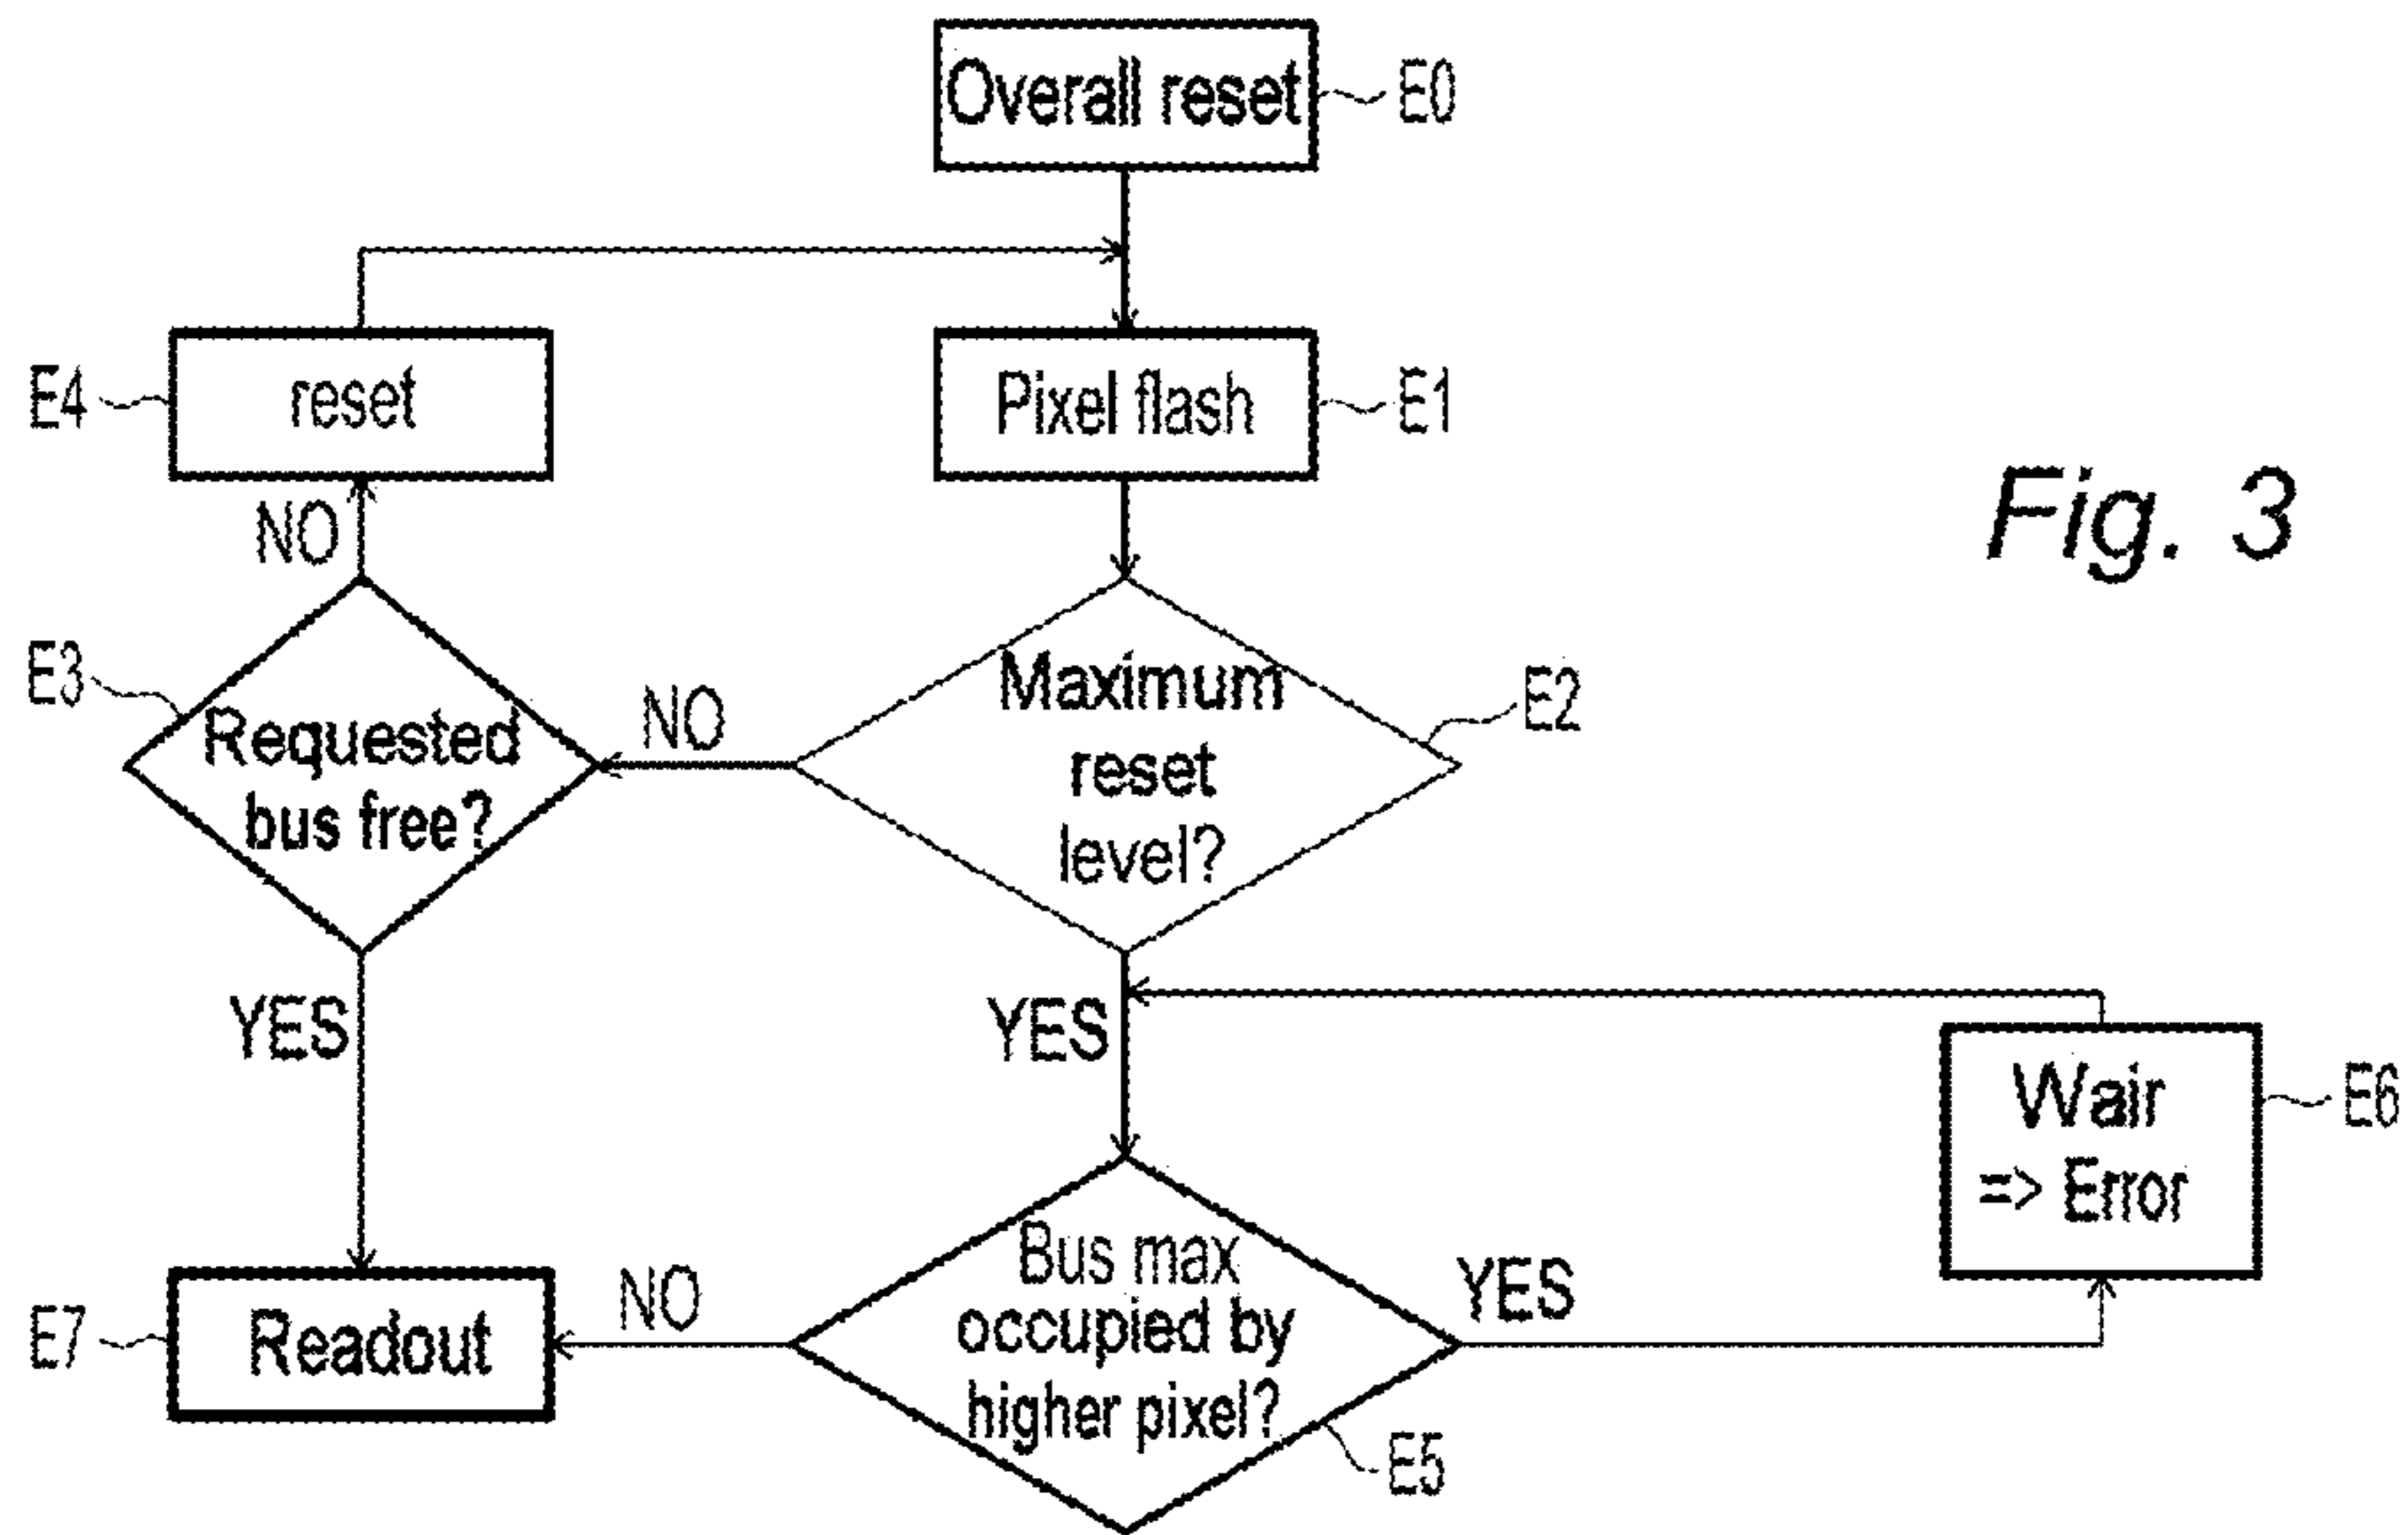 Overall reset
E0
E4
reset
Pixel flash
E1
Fig. 3
NO
E3
Requested
bus free?
NO
Maximum
reset
level?
E2
YES
YES
Wair
=> Error
E6
E7
Readout
NO
Bus max
occupied by
higher pixel?
YES
E5